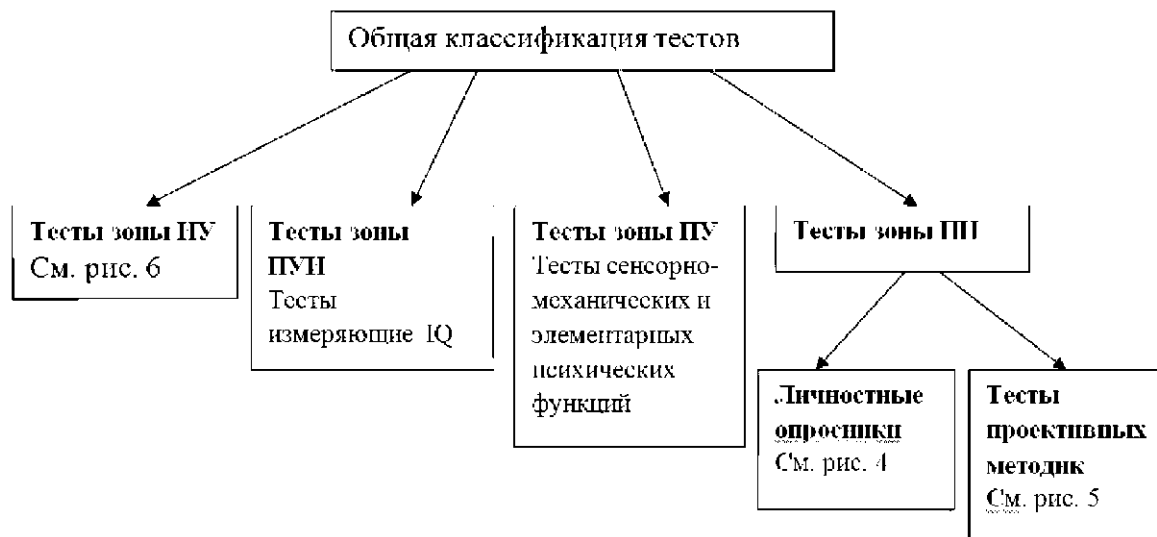 Общая классификация тестов
Тесты зоны НУ
См. рис. 6
Тесты зоны
ПУН
Тесты
измеряющие IQ
Тесты зоны ПУ
Тесты сенсорно-
механических и
элементарных
психических
функций
Тесты зоны ПН
Личностные
опросники
См. рис. 4
Тесты
проективных
методик
См. рис. 5